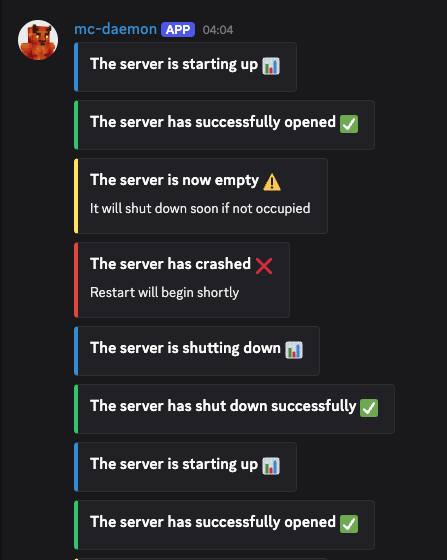 mc-daemon APP 04:04
The server is starting up 📊
The server has successfully opened ✅
The server is now empty ⚠️
It will shut down soon if not occupied
The server has crashed ❌
Restart will begin shortly
The server is shutting down 📊
The server has shut down successfully ✅
The server is starting up 📊
The server has successfully opened ✅